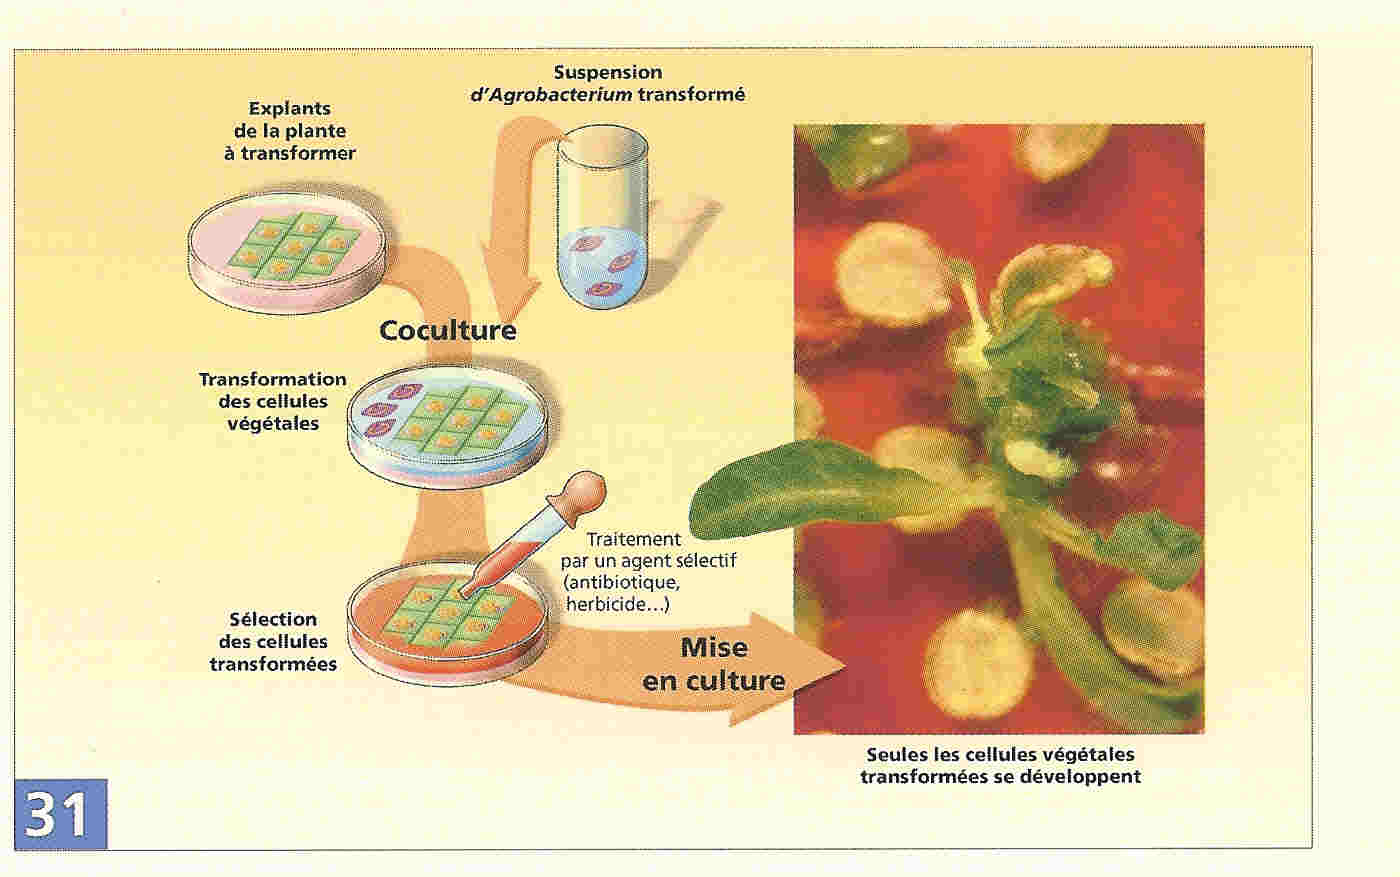 Suspension
d'Agrobacterium transformé
Explants
de la plante
à transformer
Coculture
Transformation
des cellules
végétales
Traitement
par un agent sélectif
(antibiotique,
herbicide...)
Sélection
des cellules
transformées
Mise
en culture
Seules les cellules végétales
transformées se développent
31